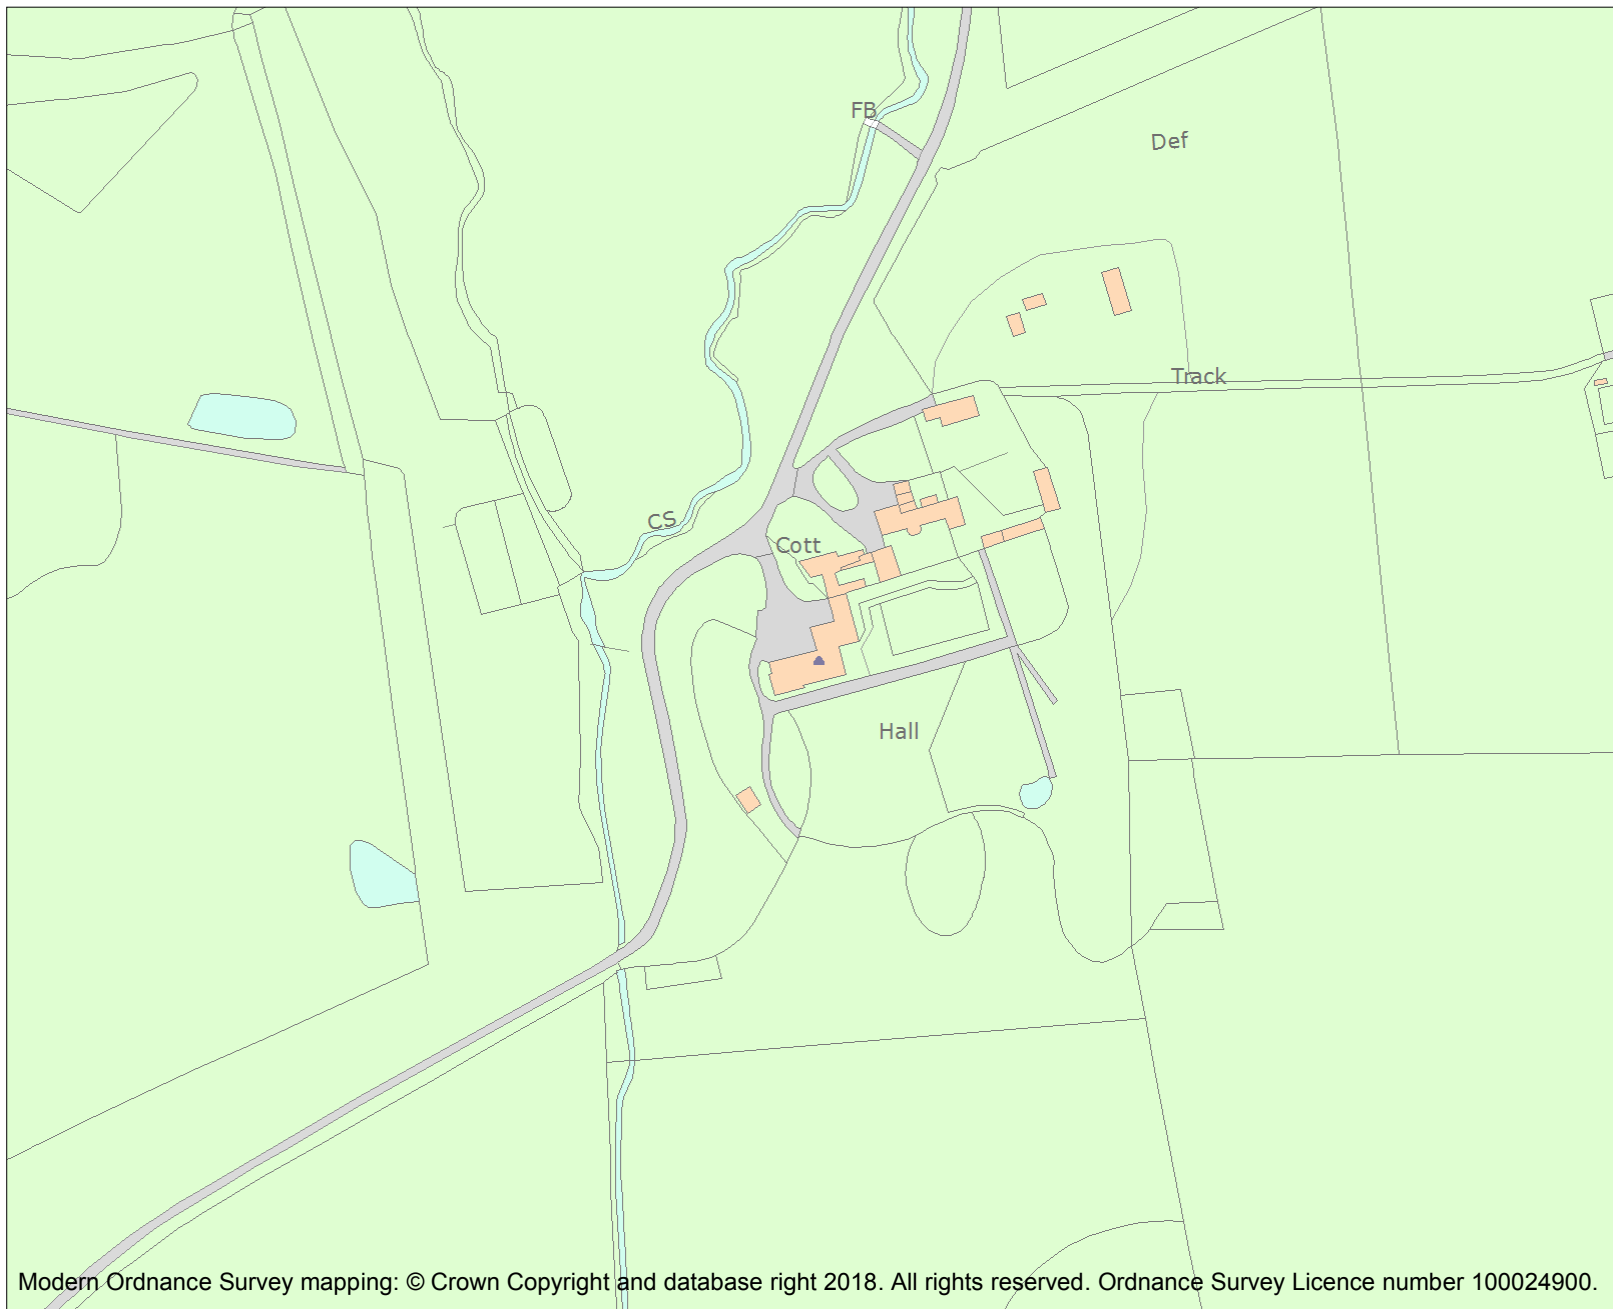 FB
Def
Track
CS
Cott
Hall
Modern Ordnance Survey mapping: © Crown Copyright and database right 2018. All rights reserved. Ordnance Survey Licence number 100024900.